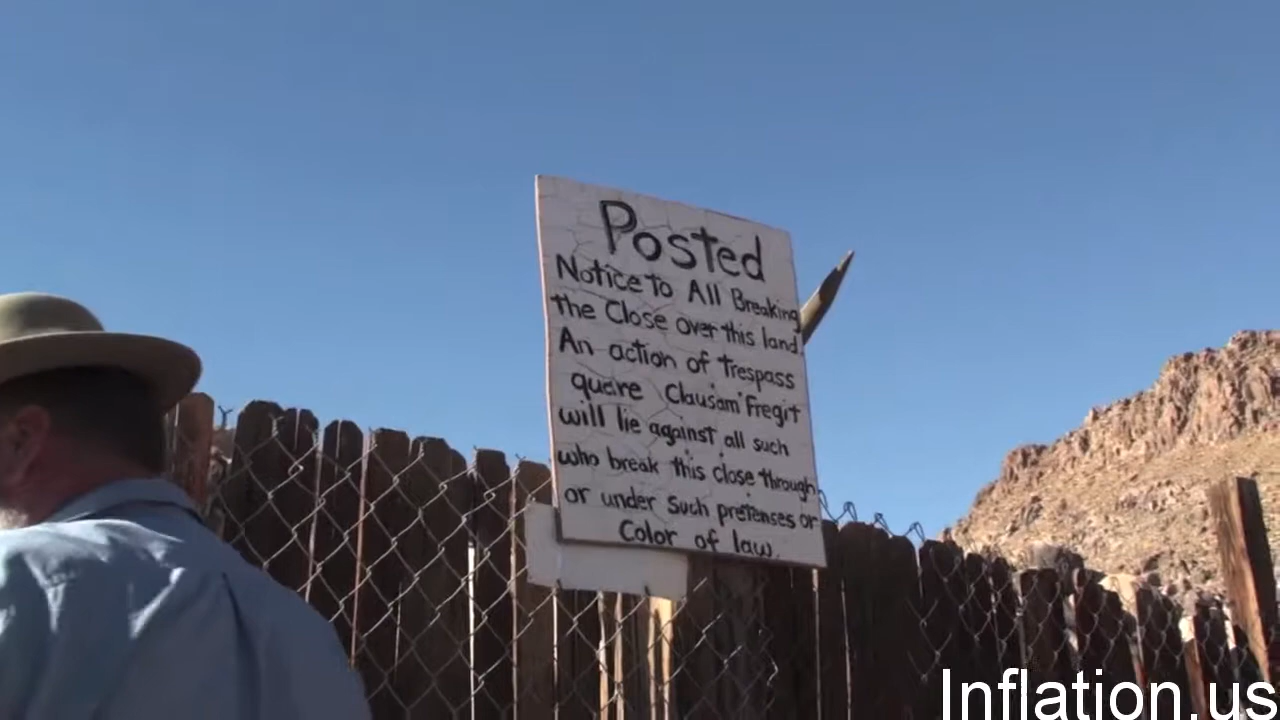 Posted
Notice to All Breaking
the Close over this land.
An action of trespass
quare Clausam Fregit
will lie against all such
who break this close through
or under such pretenses or
Color of law.
Inflation.us